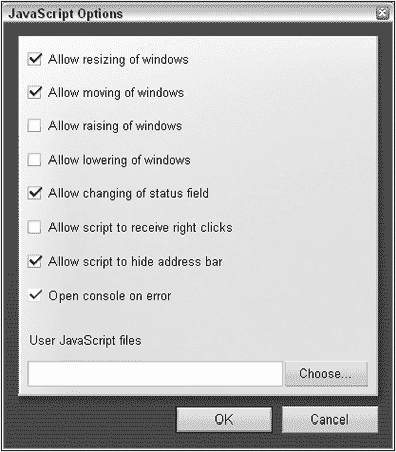 JavaScript Options
Allow resizing of windows
Allow moving of windows
Allow raising of windows
Allow lowering of windows
Allow changing of status field
Allow script to receive right clicks
Allow script to hide address bar
Open console on error
User JavaScript files
Choose...
OK
Cancel